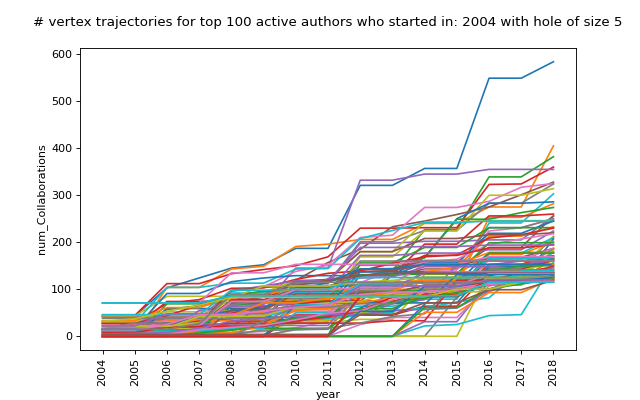 # vertex trajectories for top 100 active authors who started in: 2004 with hole of size 5
600
500
400
300
200
100
0
num_Collaborations
2004 2005 2006 2007 2008 2009 2010 2011 2012 2013 2014 2015 2016 2017 2018
year